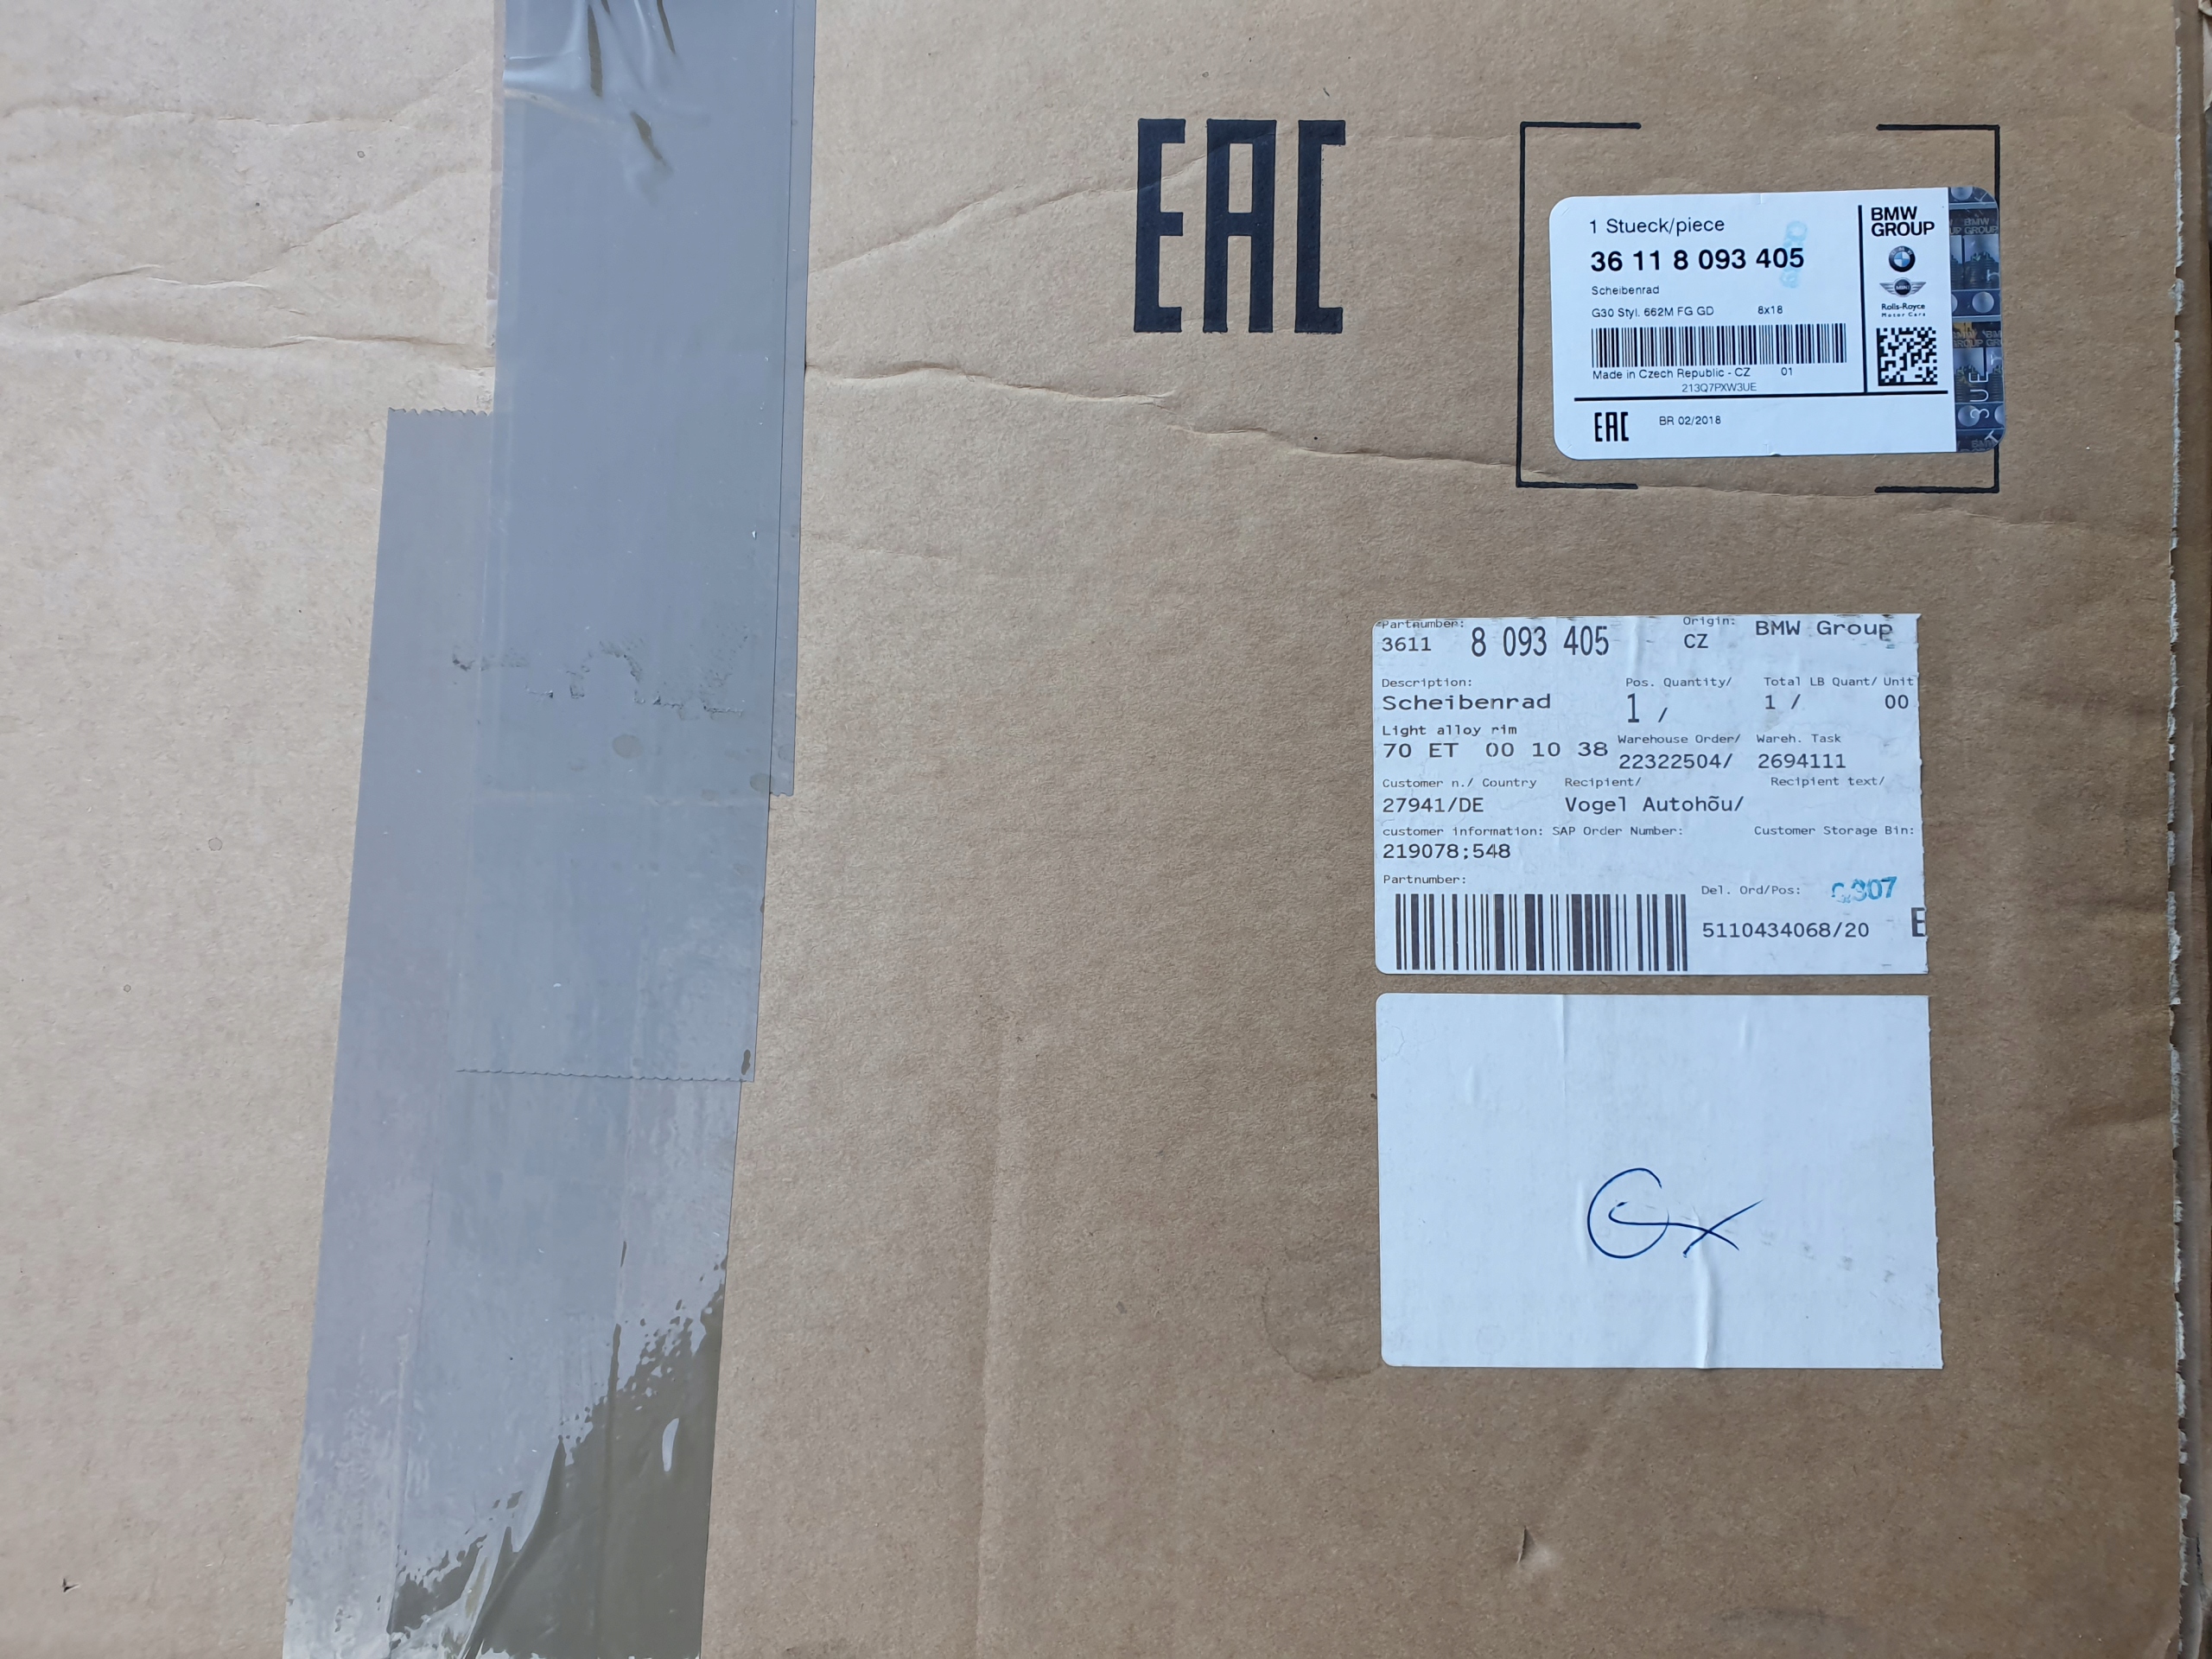 EAC
1 Stueck/piece
BMW
GROUP
36 11 8 093 405
Scheibenrad
G30 Styl. 662M FG GD 8x18
Rolls-Royce
Motor Cars
Made in Czech Republic - CZ 01
213Q7PXW3UE
EAC BR 02/2018
3UE
Partnumber: Origin: BMW Group
3611 8 093 405 CZ
Description: Pos. Quantity/ Total LB Quant/ Unit
Scheibenrad 1 / 1 / 00
Light alloy rim
70 ET 00 10 38 Warehouse Order/ Wareh. Task
22322504/ 2694111
Customer n./ Country Recipient/ Recipient text/
27941/DE Vogel Autohõu/
customer information: SAP Order Number: Customer Storage Bin:
219078;548
Partnumber:
Del. Ord/Pos:
5110434068/20 E